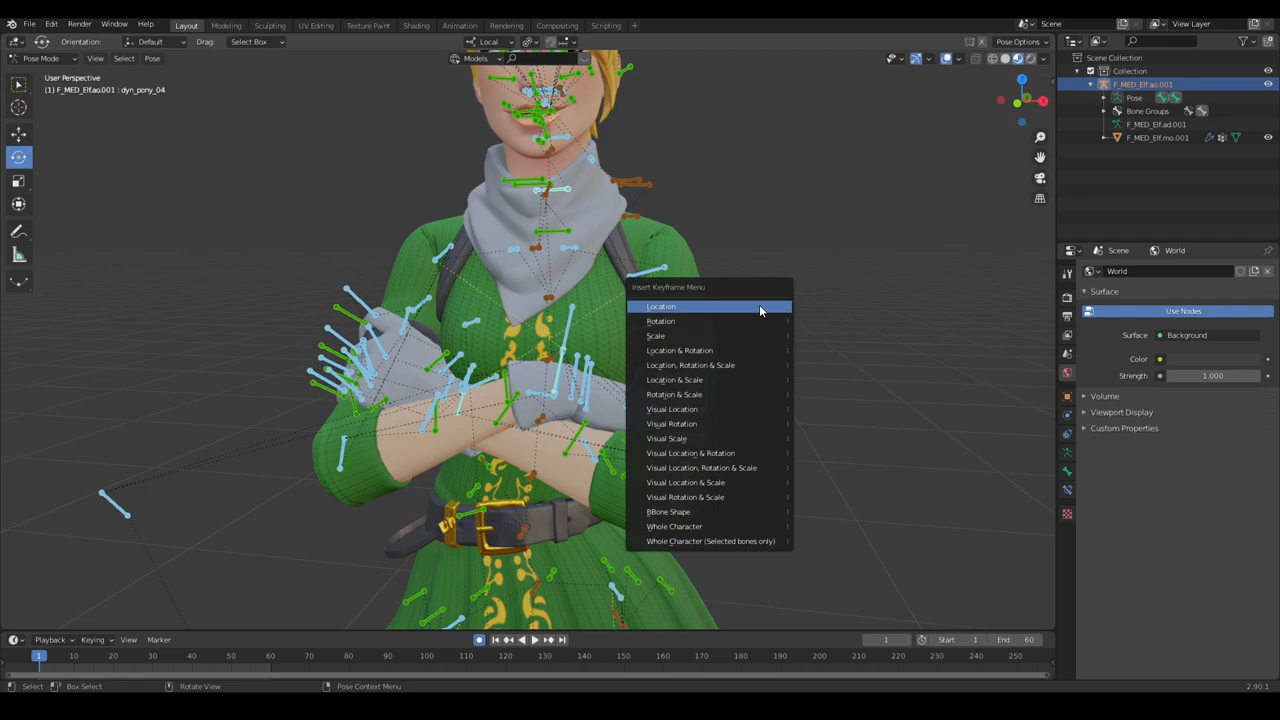 File Edit Render Window Help Layout Modeling Sculpting UV Editing Texture Paint Shading Animation Rendering Compositing Scripting + Scene View Layer
Orientation: Default Drag: Select Box Local Pose Options
Pose Mode View Select Pose Models
User Perspective
(1) F_MED_Elf.ao.001 : dyn_pony_04
Z
X
Scene Collection
Collection
F_MED_Elf.ao.001
Pose
Bone Groups
F_MED_Elf.ad.001
F_MED_Elf.mo.001
Scene World
World
Surface
Use Nodes
Surface: Background
Color:
Strength: 1.000
Volume
Viewport Display
Custom Properties
Insert Keyframe Menu
Location I
Rotation I
Scale I
Location & Rotation I
Location, Rotation & Scale I
Location & Scale I
Rotation & Scale I
Visual Location I
Visual Rotation I
Visual Scale I
Visual Location & Rotation I
Visual Location, Rotation & Scale I
Visual Location & Scale I
Visual Rotation & Scale I
BBone Shape I
Whole Character I
Whole Character (Selected bones only) I
Playback Keying View Marker 1 Start 1 End 60
1 10 20 30 40 50 60 70 80 90 100 110 120 130 140 150 160 170 180 190 200 210 220 230 240 250
Select Box Select Rotate View Pose Context Menu 2.90.1